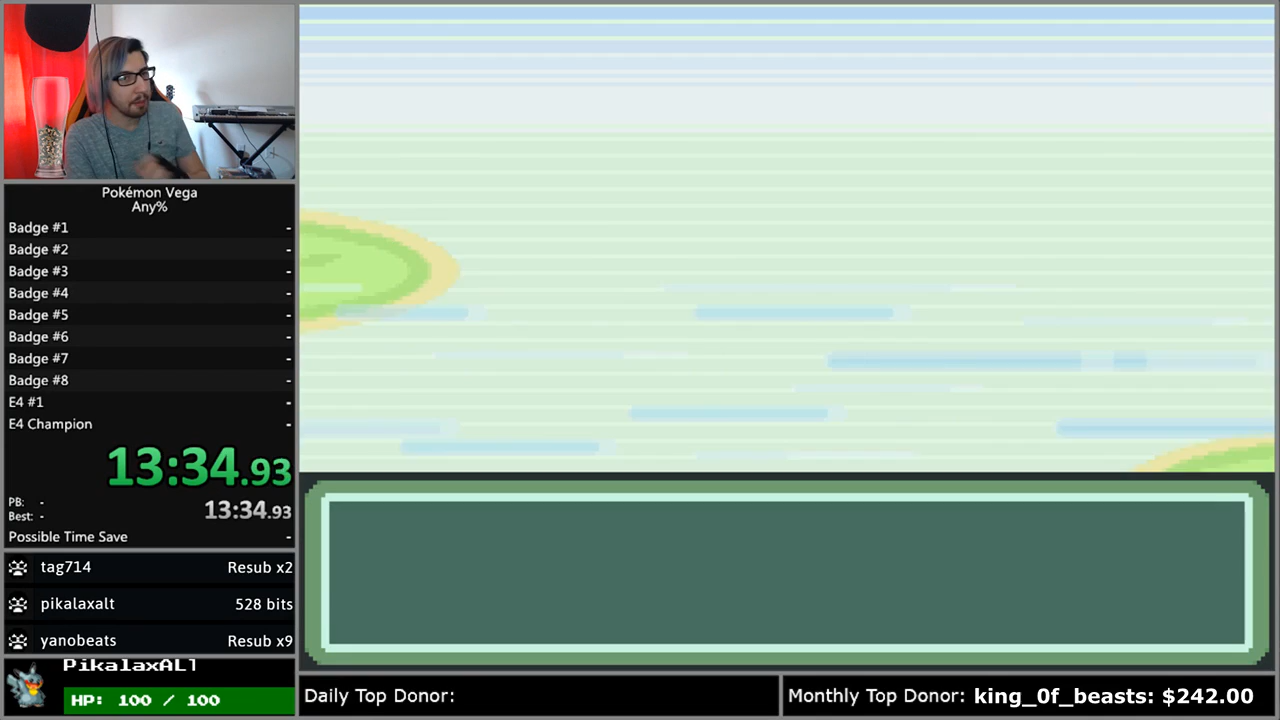 Pokémon Vega
Any%
Badge #1 -
Badge #2 -
Badge #3 -
Badge #4 -
Badge #5 -
Badge #6 -
Badge #7 -
Badge #8 -
E4 #1 -
E4 Champion -
13:34.93
PB: -
Best: -
13:34.93
Possible Time Save -
tag714 Resub x2
pikalaxalt 528 bits
yanobeats Resub x9
PikalaxALT
HP: 100 / 100
Daily Top Donor:
Monthly Top Donor: king_0f_beasts: $242.00